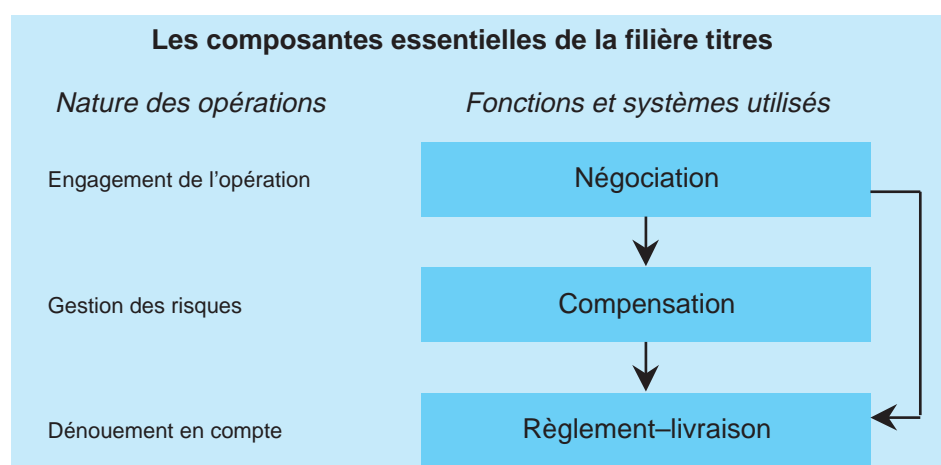 Les composantes essentielles de la filière titres
Nature des opérations
Fonctions et systèmes utilisés
Engagement de l’opération
Négociation
Gestion des risques
Compensation
Dénouement en compte
Règlement–livraison